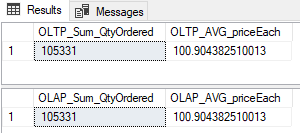 Results Messages
OLTP_Sum_QtyOrdered OLTP_AVG_priceEach
1 105331 100.904382510013
OLAP_Sum_QtyOrdered OLAP_AVG_priceEach
1 105331 100.904382510013